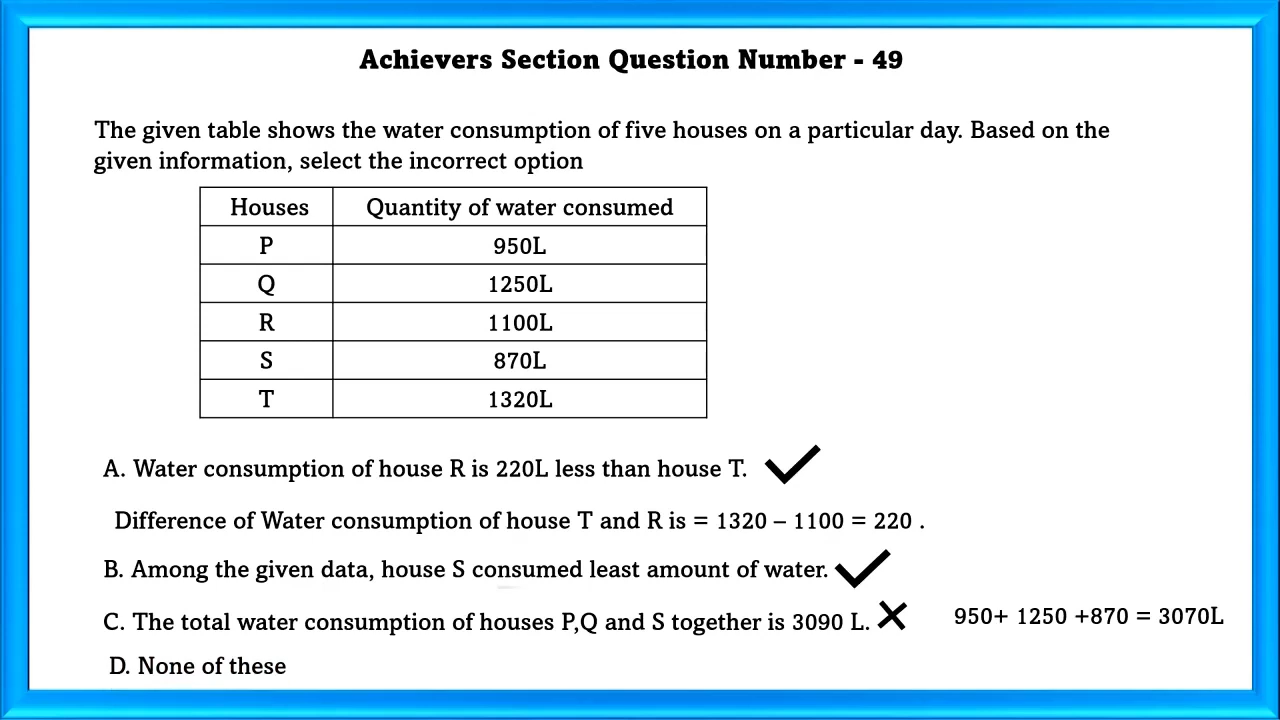 Achievers Section Question Number - 49
The given table shows the water consumption of five houses on a particular day. Based on the
given information, select the incorrect option
Houses Quantity of water consumed
P 950L
Q 1250L
R 1100L
S 870L
T 1320L
A. Water consumption of house R is 220L less than house T.
Difference of Water consumption of house T and R is = 1320 – 1100 = 220 .
B. Among the given data, house S consumed least amount of water.
C. The total water consumption of houses P,Q and S together is 3090 L. 950+ 1250 +870 = 3070L
D. None of these